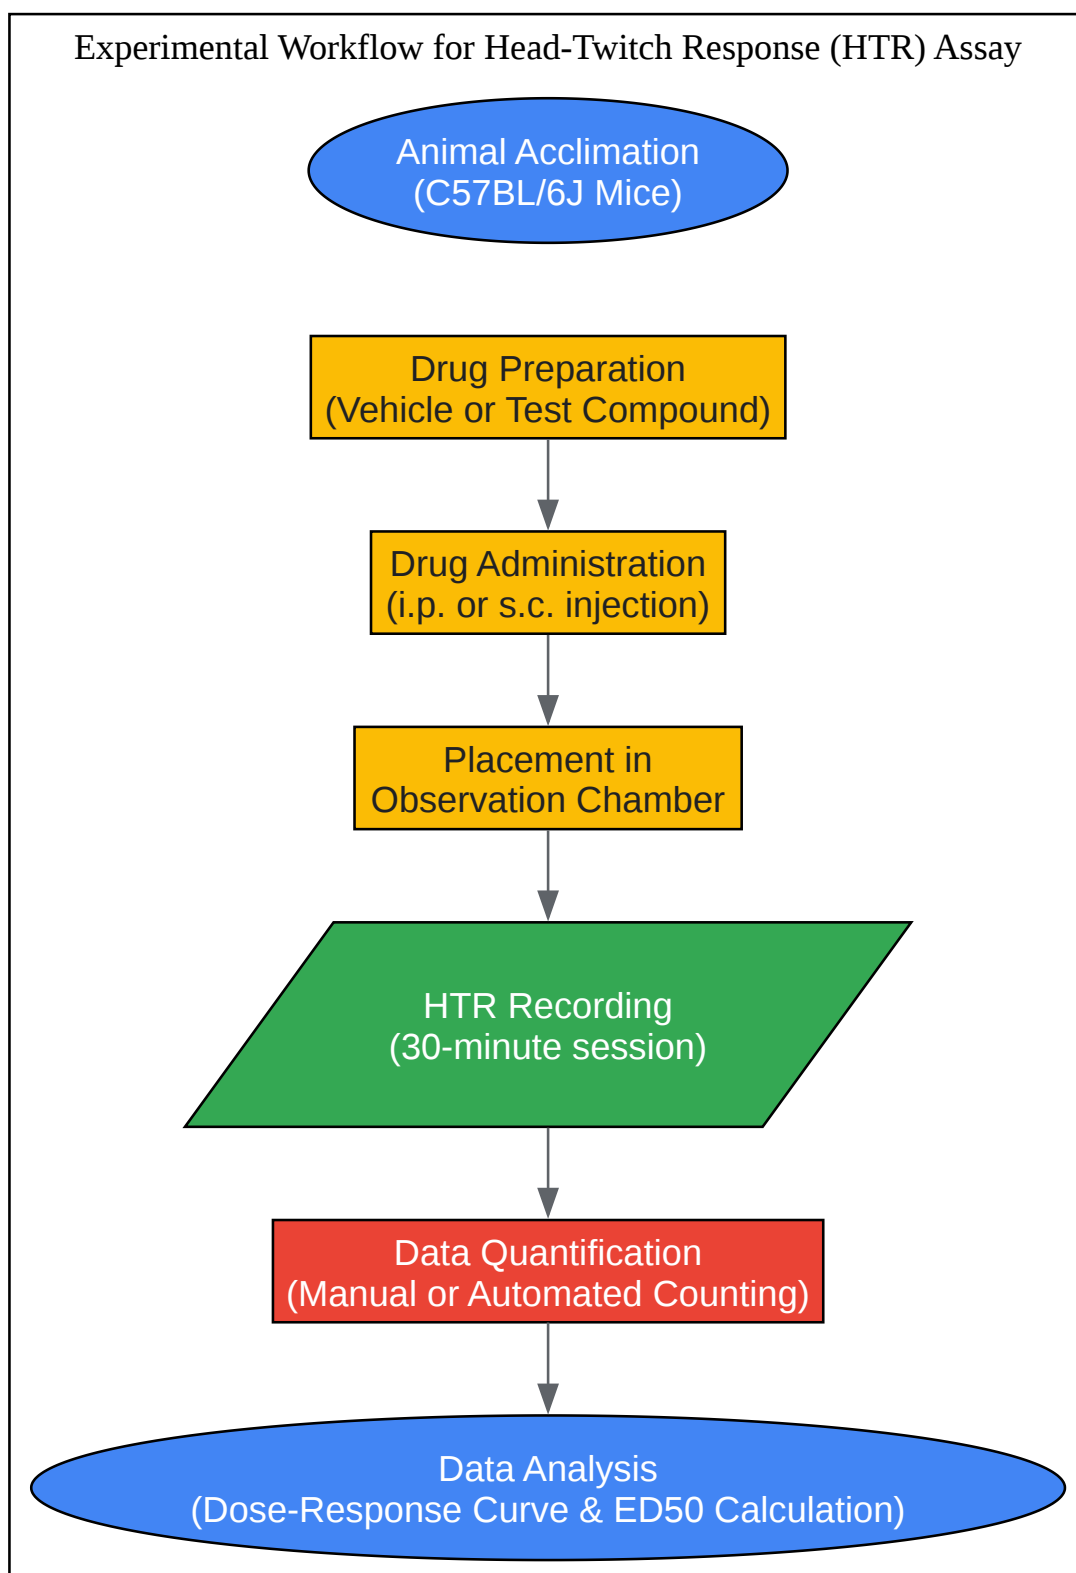 Experimental Workflow for Head-Twitch Response (HTR) Assay
Animal Acclimation
(C57BL/6J Mice)
Drug Preparation
(Vehicle or Test Compound)
Drug Administration
(i.p. or s.c. injection)
Placement in
Observation Chamber
HTR Recording
(30-minute session)
Data Quantification
(Manual or Automated Counting)
Data Analysis
(Dose-Response Curve & ED50 Calculation)